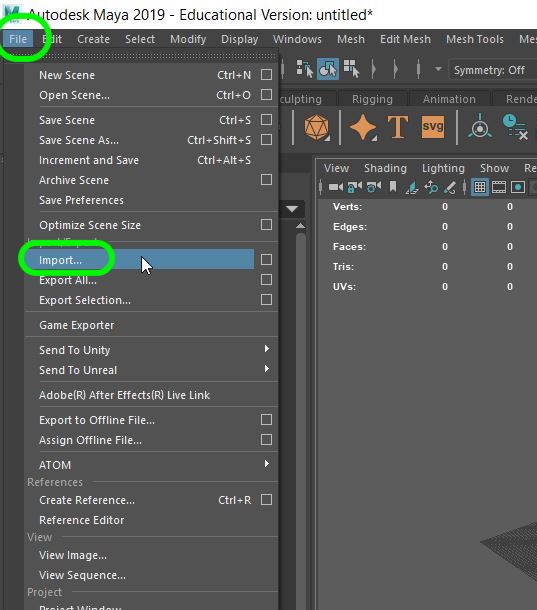 Autodesk Maya 2019 - Educational Version: untitled*
File Edit Create Select Modify Display Windows Mesh Edit Mesh Mesh Tools
Symmetry: Off
Rigging Animation
svg
New Scene Ctrl+N
Open Scene... Ctrl+O
Save Scene Ctrl+S
Save Scene As... Ctrl+Shift+S
Increment and Save Ctrl+Alt+S
Archive Scene
Save Preferences
Optimize Scene Size
Import...
Export All...
Export Selection...
Game Exporter
Send To Unity
Send To Unreal
Adobe(R) After Effects(R) Live Link
Export to Offline File...
Assign Offline File...
ATOM
References
Create Reference... Ctrl+R
Reference Editor
View
View Image...
View Sequence...
Project
Project Window
View Shading Lighting Show
Verts: 0 0
Edges: 0 0
Faces: 0 0
Tris: 0 0
UVs: 0 0